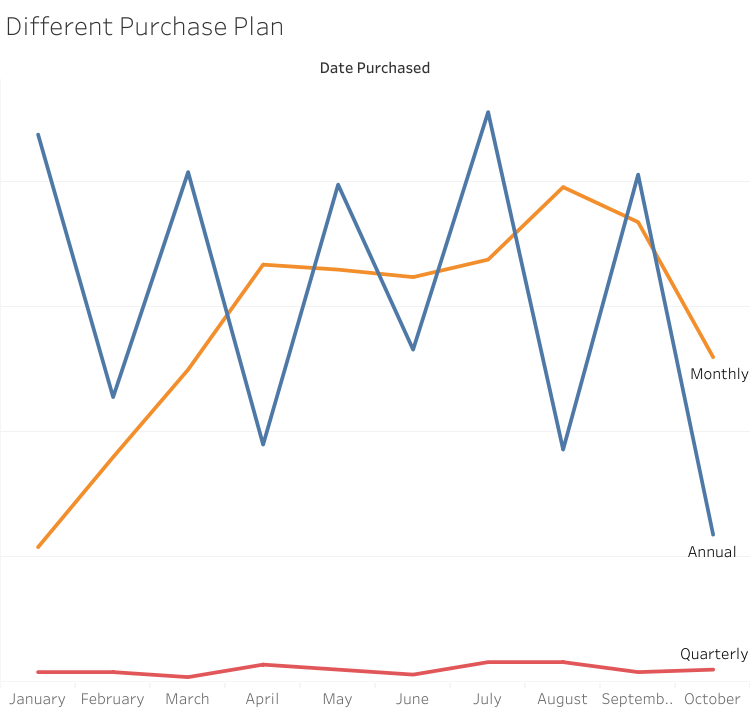 Different Purchase Plan
Date Purchased
Monthly
Annual
Quarterly
January February March April May June July August Septemb.. October